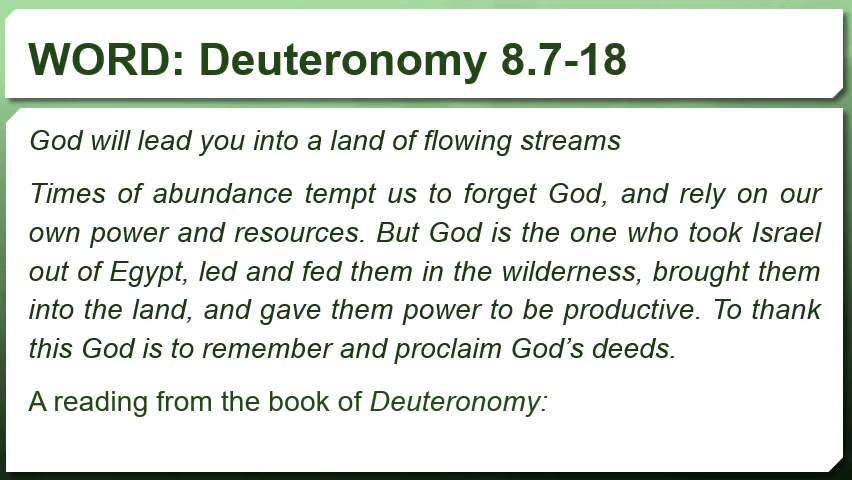 WORD: Deuteronomy 8.7-18
God will lead you into a land of flowing streams
Times of abundance tempt us to forget God, and rely on our
own power and resources. But God is the one who took Israel
out of Egypt, led and fed them in the wilderness, brought them
into the land, and gave them power to be productive. To thank
this God is to remember and proclaim God’s deeds.
A reading from the book of Deuteronomy: